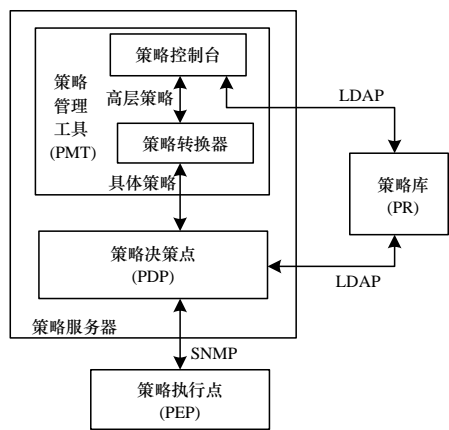 策略控制台
策略
管理
工具
(PMT)
高层策略
LDAP
策略转换器
具体策略
策略库
(PR)
策略决策点
(PDP)
LDAP
策略服务器
SNMP
策略执行点
(PEP)